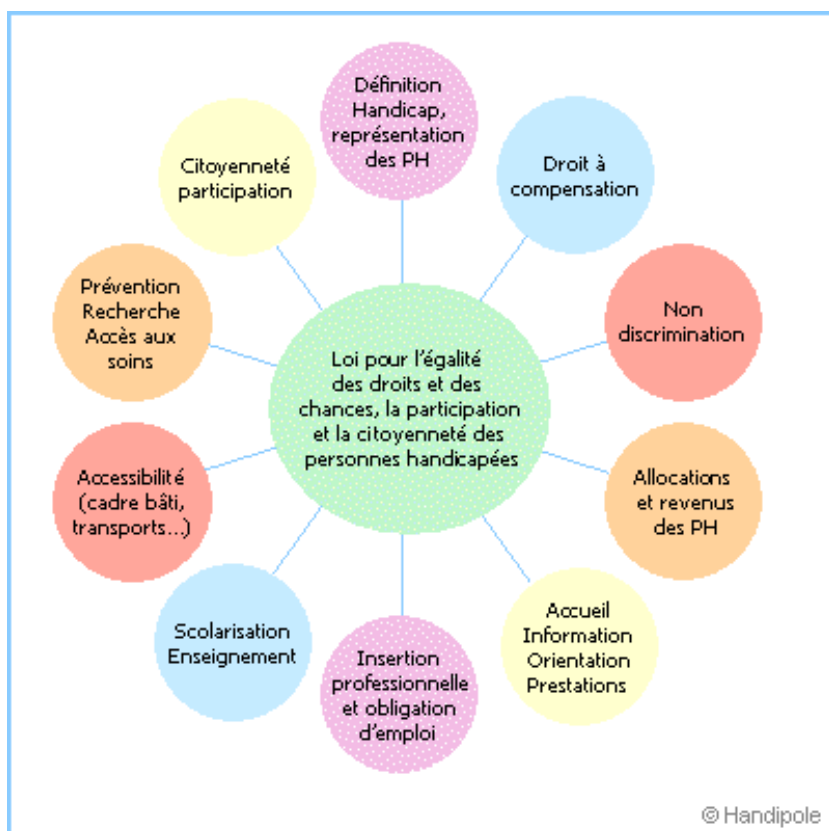 Définition
Handicap,
représentation
des PH
Citoyenneté
participation
Droit à
compensation
Prévention
Recherche
Accès aux
soins
Non
discrimination
Loi pour l'égalité
des droits et des
chances, la participation
et la citoyenneté des
personnes handicapées
Accessibilité
(cadre bâti,
transports...)
Allocations
et revenus
des PH
Scolarisation
Enseignement
Accueil
Information
Orientation
Prestations
Insertion
professionnelle
et obligation
d'emploi
© Handipole